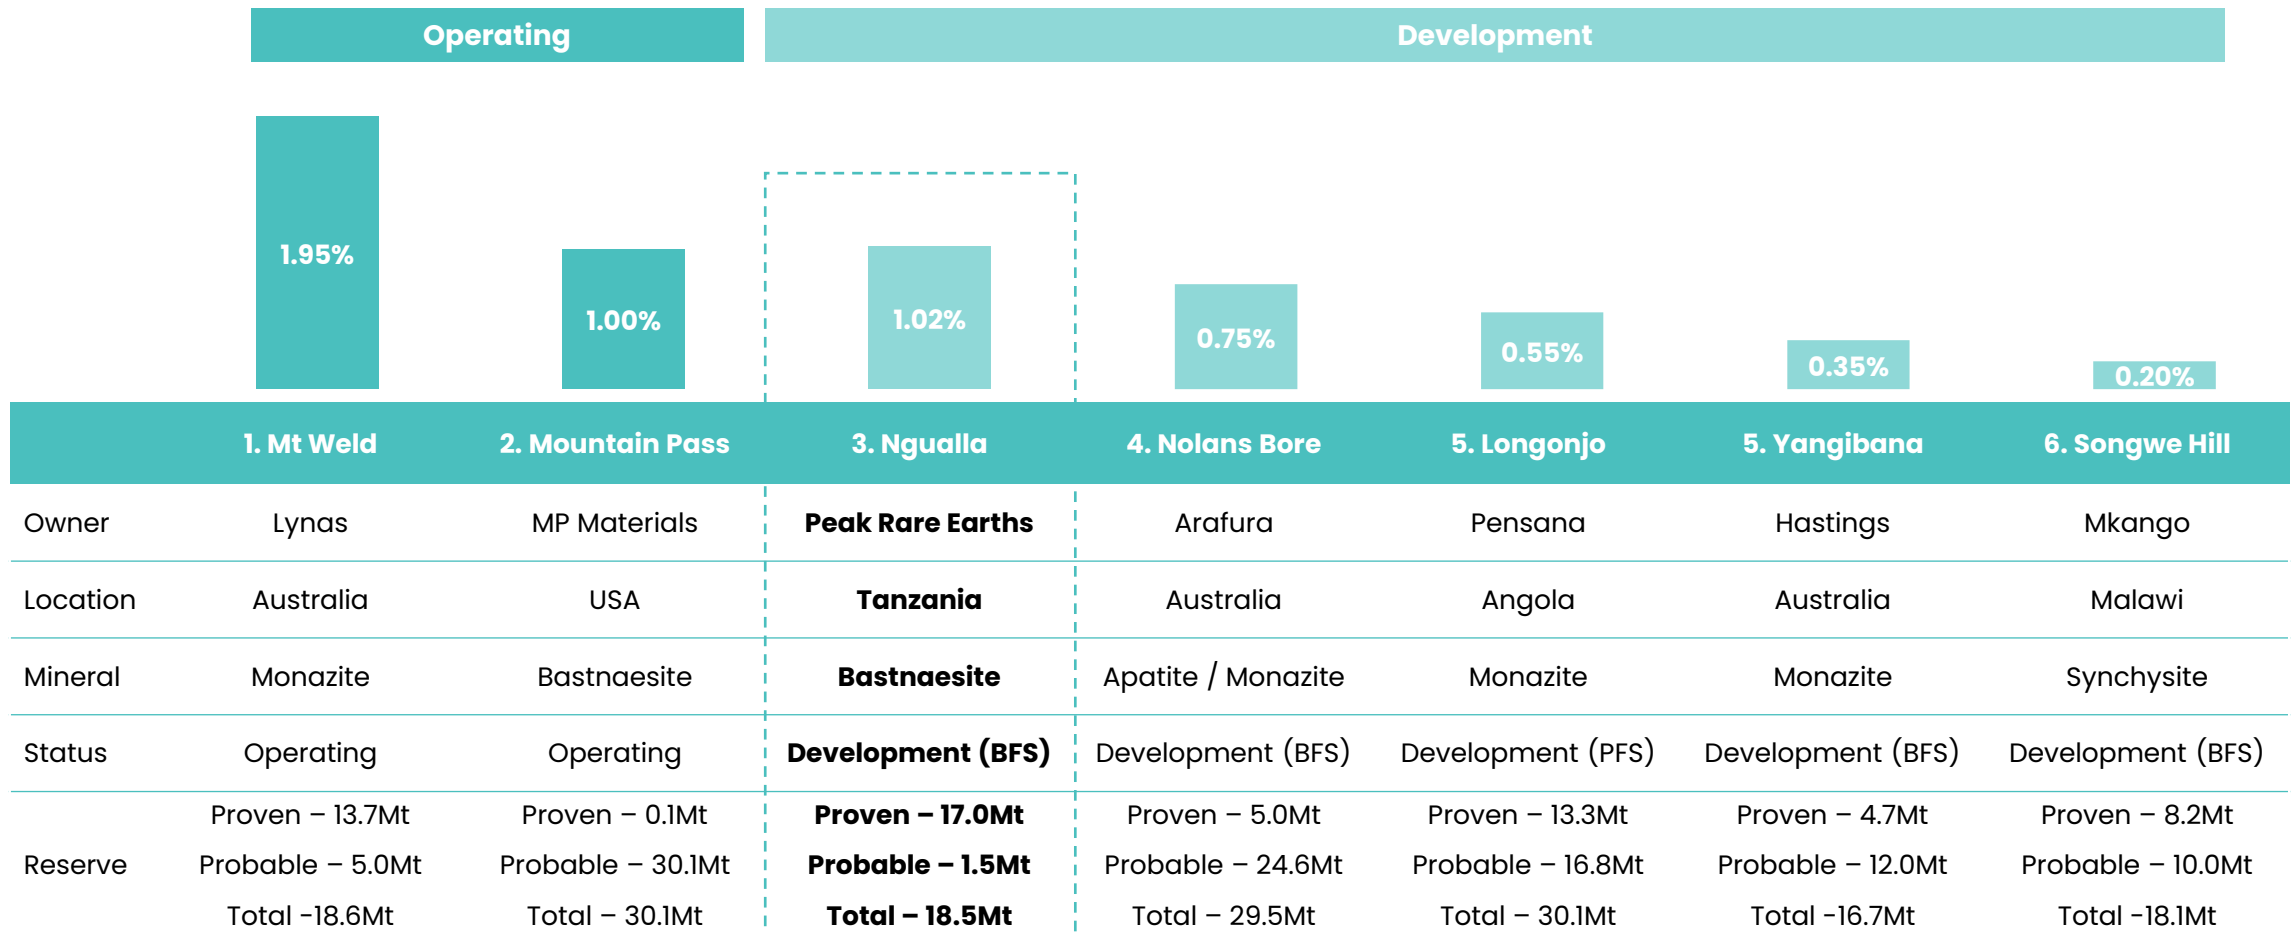 Operating Development
1.95% 1.00% 1.02% 0.75% 0.55% 0.35% 0.20%
1. Mt Weld 2. Mountain Pass 3. Ngualla 4. Nolans Bore 5. Longonjo 5. Yangibana 6. Songwe Hill
Owner Lynas MP Materials Peak Rare Earths Arafura Pensana Hastings Mkango
Location Australia USA Tanzania Australia Angola Australia Malawi
Mineral Monazite Bastnaesite Bastnaesite Apatite / Monazite Monazite Monazite Synchysite
Status Operating Operating Development (BFS) Development (BFS) Development (PFS) Development (BFS) Development (BFS)
Proven – 13.7Mt Proven – 0.1Mt Proven – 17.0Mt Proven – 5.0Mt Proven – 13.3Mt Proven – 4.7Mt Proven – 8.2Mt
Reserve Probable – 5.0Mt Probable – 30.1Mt Probable – 1.5Mt Probable – 24.6Mt Probable – 16.8Mt Probable – 12.0Mt Probable – 10.0Mt
Total -18.6Mt Total – 30.1Mt Total – 18.5Mt Total – 29.5Mt Total – 30.1Mt Total -16.7Mt Total -18.1Mt